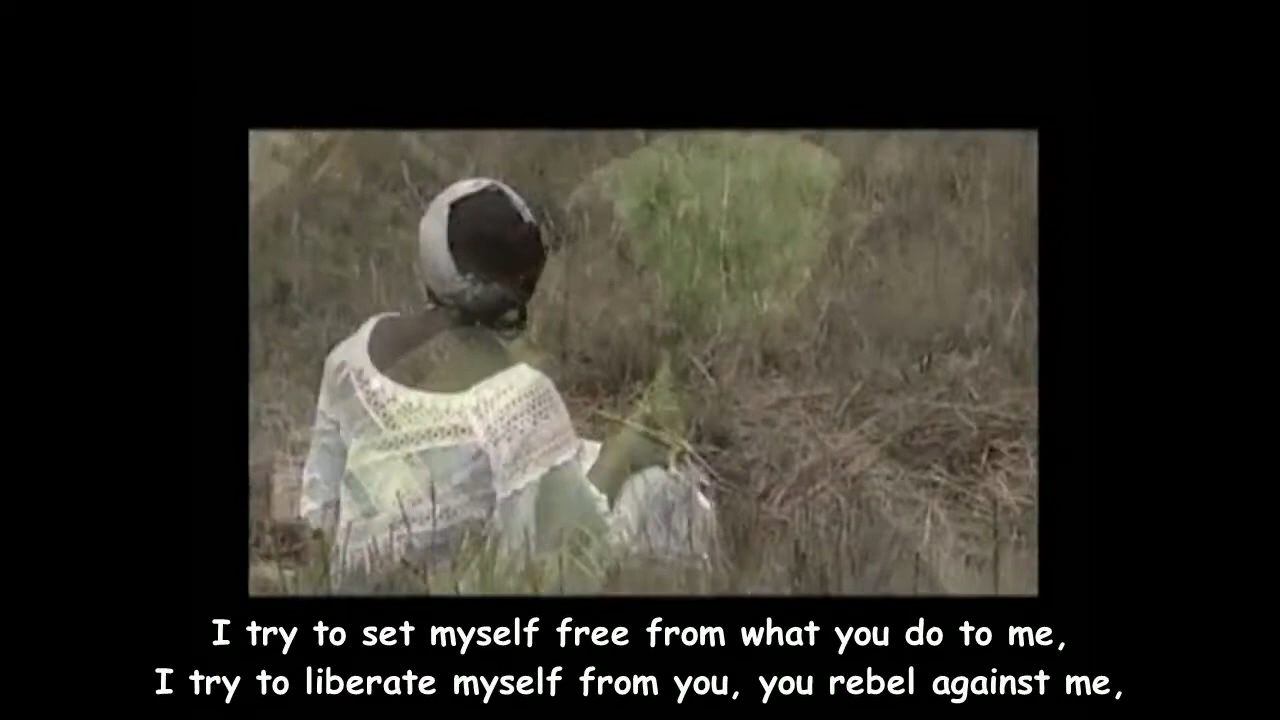 I try to set myself free from what you do to me,
I try to liberate myself from you, you rebel against me,